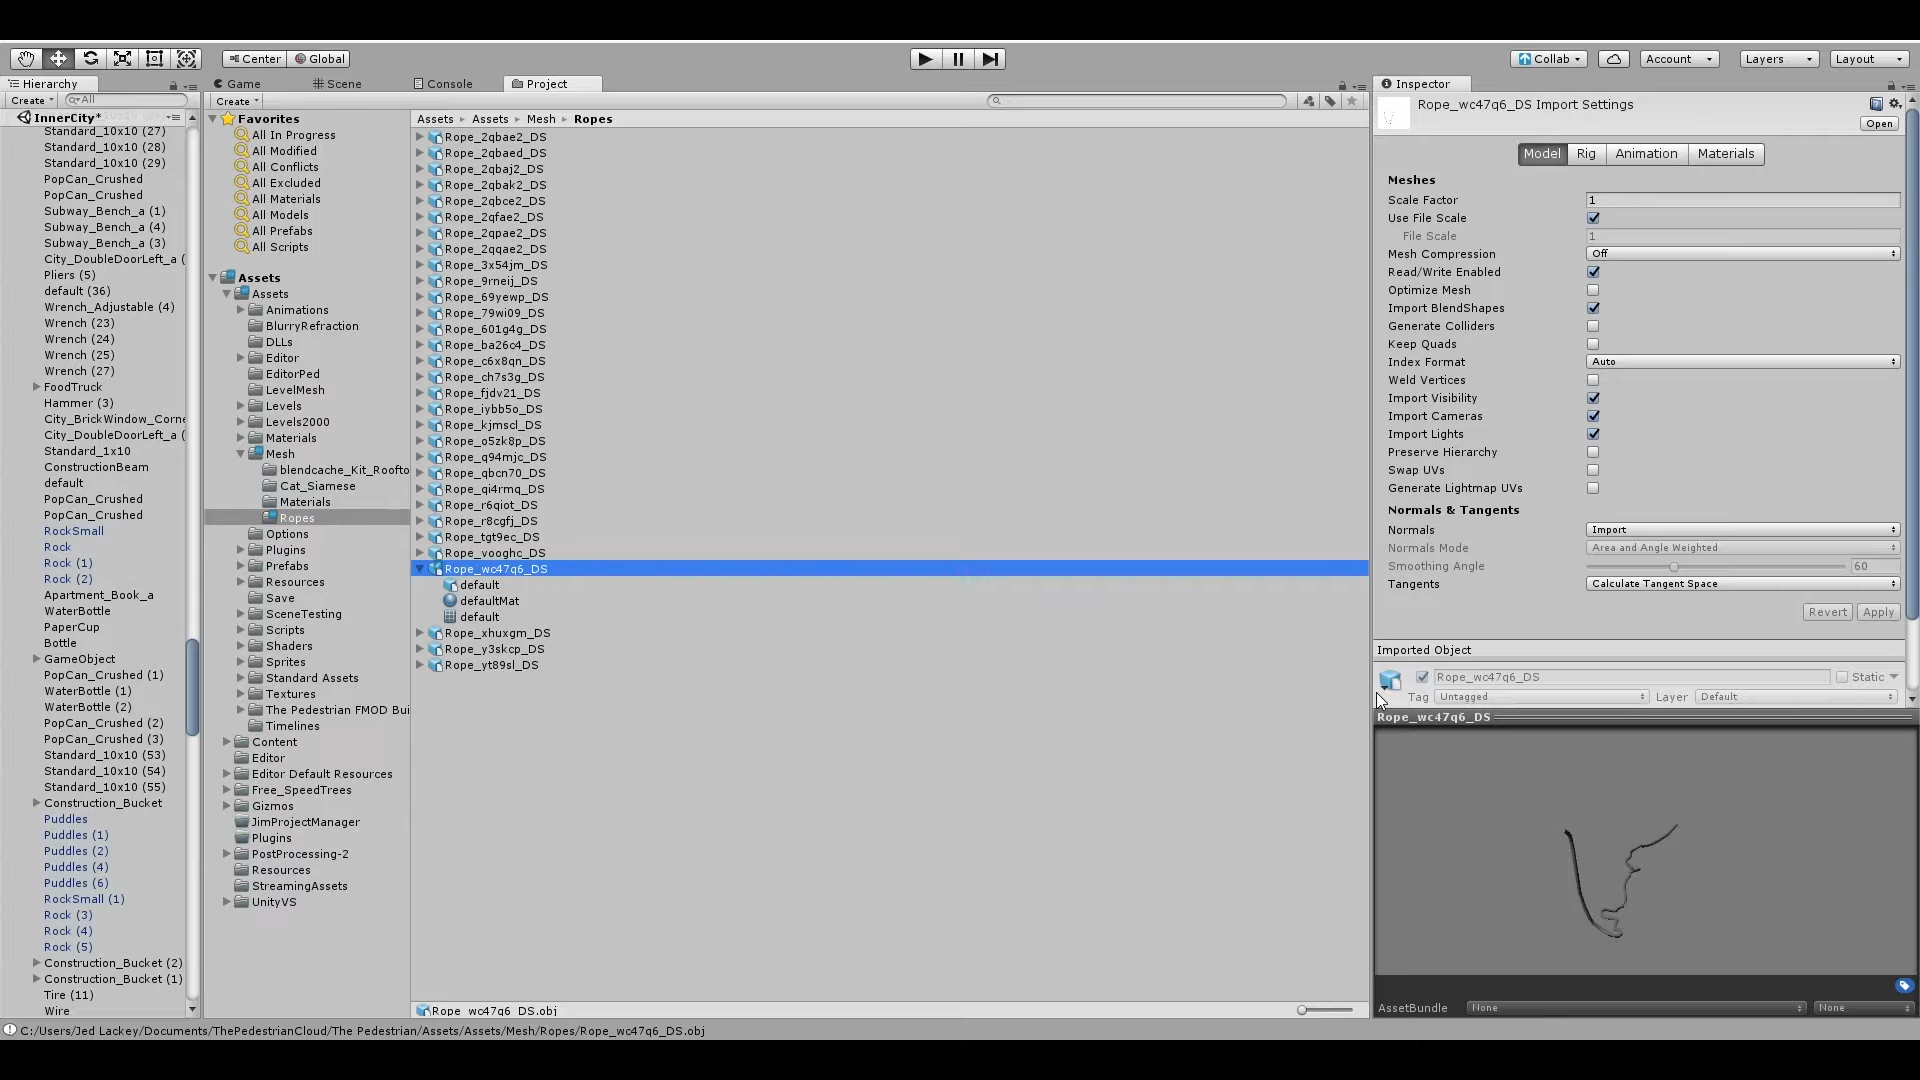 Center Global
Collab Account Layers Layout
Hierarchy
Create All
InnerCity*
Standard_10x10 (27)
Standard_10x10 (28)
Standard_10x10 (29)
PopCan_Crushed
PopCan_Crushed
Subway_Bench_a (1)
Subway_Bench_a (4)
Subway_Bench_a (3)
City_DoubleDoorLeft_a (
Pliers (5)
default (36)
Wrench_Adjustable (4)
Wrench (23)
Wrench (24)
Wrench (25)
Wrench (27)
FoodTruck
Hammer (3)
City_BrickWindow_Corne
City_DoubleDoorLeft_a (
Standard_1x10
ConstructionBeam
default
PopCan_Crushed
PopCan_Crushed
RockSmall
Rock
Rock (1)
Rock (2)
Apartment_Book_a
WaterBottle
PaperCup
Bottle
GameObject
PopCan_Crushed (1)
WaterBottle (1)
WaterBottle (2)
PopCan_Crushed (2)
PopCan_Crushed (3)
Standard_10x10 (53)
Standard_10x10 (54)
Standard_10x10 (55)
Construction_Bucket
Puddles
Puddles (1)
Puddles (2)
Puddles (4)
Puddles (6)
RockSmall (1)
Rock (3)
Rock (4)
Rock (5)
Construction_Bucket (2)
Construction_Bucket (1)
Tire (11)
Wire
Game Scene Console Project
Create
Favorites
All In Progress
All Modified
All Conflicts
All Excluded
All Materials
All Models
All Prefabs
All Scripts
Assets
Assets
Animations
BlurryRefraction
DLLs
Editor
EditorPed
LevelMesh
Levels
Levels2000
Materials
Mesh
blendcache_Kit_Roofto
Cat_Siamese
Materials
Ropes
Options
Plugins
Prefabs
Resources
Save
SceneTesting
Scripts
Shaders
Sprites
Standard Assets
Textures
The Pedestrian FMOD Bui
Timelines
Content
Editor
Editor Default Resources
Free_SpeedTrees
Gizmos
JimProjectManager
Plugins
PostProcessing-2
Resources
StreamingAssets
UnityVS
Assets Assets Mesh Ropes
Rope_2qbae2_DS
Rope_2qbaed_DS
Rope_2qbaj2_DS
Rope_2qbak2_DS
Rope_2qbce2_DS
Rope_2qfae2_DS
Rope_2qpae2_DS
Rope_2qqae2_DS
Rope_3x54jm_DS
Rope_9rneij_DS
Rope_69yewp_DS
Rope_79wi09_DS
Rope_601g4g_DS
Rope_ba26c4_DS
Rope_c6x8qn_DS
Rope_ch7s3g_DS
Rope_fjdv21_DS
Rope_iybb5o_DS
Rope_kjmscl_DS
Rope_o5zk8p_DS
Rope_q94mjc_DS
Rope_qbcn70_DS
Rope_qi4rmq_DS
Rope_r6qiot_DS
Rope_r8cgfj_DS
Rope_tgt9ec_DS
Rope_vooghc_DS
Rope_wc47q6_DS
default
defaultMat
default
Rope_xhuxgm_DS
Rope_y3skcp_DS
Rope_yt89sl_DS
Rope_wc47q6_DS.obj
Inspector
Rope_wc47q6_DS Import Settings
Open
Model Rig Animation Materials
Meshes
Scale Factor 1
Use File Scale
File Scale 1
Mesh Compression Off
Read/Write Enabled
Optimize Mesh
Import BlendShapes
Generate Colliders
Keep Quads
Index Format Auto
Weld Vertices
Import Visibility
Import Cameras
Import Lights
Preserve Hierarchy
Swap UVs
Generate Lightmap UVs
Normals & Tangents
Normals Import
Normals Mode Area and Angle Weighted
Smoothing Angle 60
Tangents Calculate Tangent Space
Revert Apply
Imported Object
Rope_wc47q6_DS Static
Tag Untagged Layer Default
Rope_wc47q6_DS
AssetBundle None None
C:/Users/Jed Lackey/Documents/ThePedestrianCloud/The Pedestrian/Assets/Assets/Mesh/Ropes/Rope_wc47q6_DS.obj